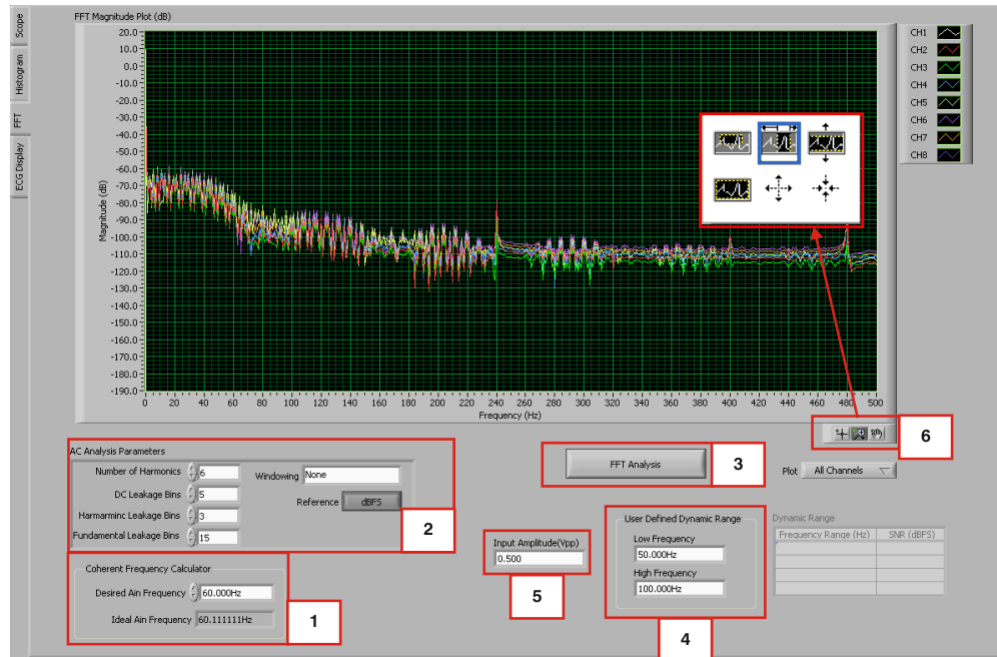 FFT Magnitude Plot (dB)
Scope
Histogram
FFT
ECG Display
Magnitude (dB)
20.0
10.0
0.0
-10.0
-20.0
-30.0
-40.0
-50.0
-60.0
-70.0
-80.0
-90.0
-100.0
-110.0
-120.0
-130.0
-140.0
-150.0
-160.0
-170.0
-180.0
-190.0
0 20 40 60 80 100 120 140 160 180 200 220 240 260 280 300 320 340 360 380 400 420 440 460 480 500
Frequency (Hz)
CH1
CH2
CH3
CH4
CH5
CH6
CH7
CH8
6
AC Analysis Parameters
Number of Harmonics 6
DC Leakage Bins 5
Harmarminc Leakage Bins 3
Fundamental Leakage Bins 15
Windowing None
Reference dBFS
2
FFT Analysis
3
Plot All Channels
Coherent Frequency Calculator
Desired Ain Frequency 60.000Hz
Ideal Ain Frequency 60.111111Hz
1
Input Amplitude(Vpp)
0.500
5
User Defined Dynamic Range
Low Frequency
50.000Hz
High Frequency
100.000Hz
4
Dynamic Range
Frequency Range (Hz) SNR (dBFS)